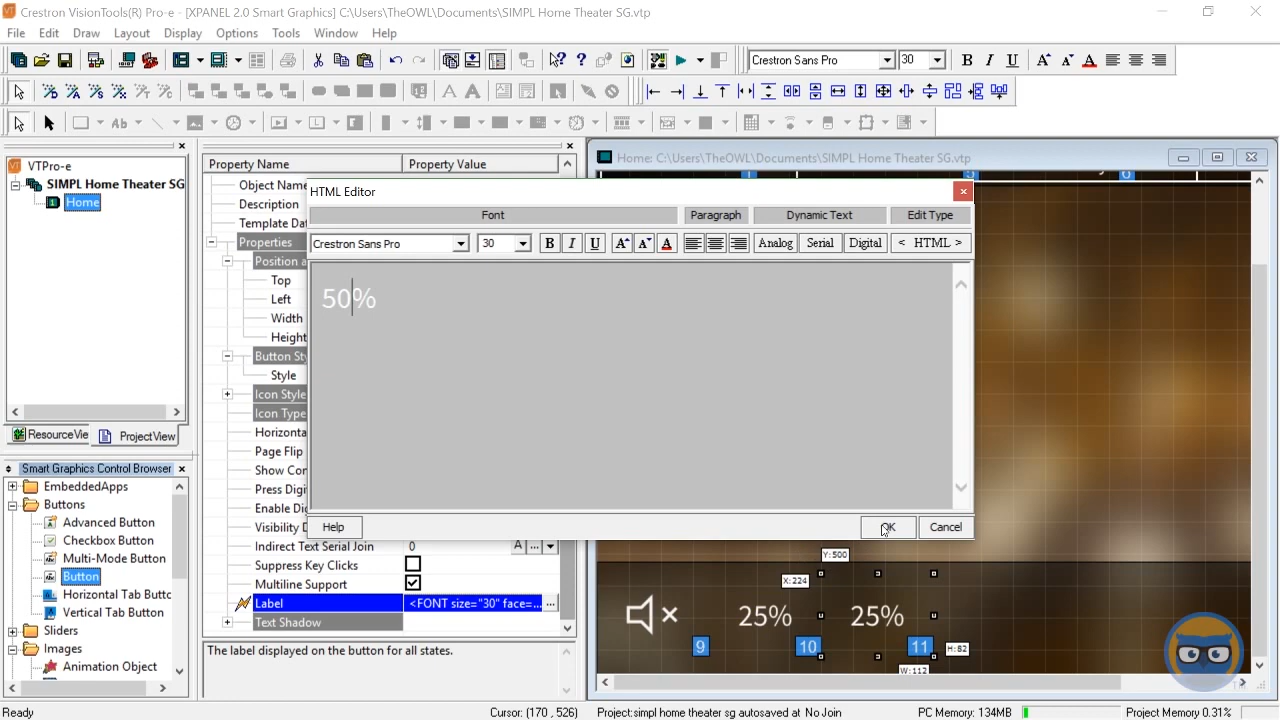 Crestron VisionTools(R) Pro-e - [XPANEL 2.0 Smart Graphics] C:\Users\TheOWL\Documents\SIMPL Home Theater SG.vtp
File Edit Draw Layout Display Options Tools Window Help
Crestron Sans Pro 30 B I U
VTPro-e
SIMPL Home Theater SG
Home
ResourceVie ProjectView
Smart Graphics Control Browser
EmbeddedApps
Buttons
Advanced Button
Checkbox Button
Multi-Mode Button
Button
Horizontal Tab Buttc
Vertical Tab Button
Sliders
Images
Animation Object
Property Name Property Value
Object Name
Description
Template Dat
Properties
Position a
Top
Left
Width
Height
Button Sty
Style
Icon Style
Icon Type
Horizonta
Page Flip
Show Cor
Press Digi
Enable Di
Visibility D
Indirect Text Serial Join 0
Suppress Key Clicks
Multiline Support
Label <FONT size="30" face=...
Text Shadow
The label displayed on the button for all states.
Home: C:\Users\TheOWL\Documents\SIMPL Home Theater SG.vtp
HTML Editor
Font Paragraph Dynamic Text Edit Type
Crestron Sans Pro 30 B I U A A A Analog Serial Digital < HTML >
50%
Help OK Cancel
Y:500
X:224
25% 25%
9 10 11 H:82
W:112
Ready Cursor: (170 , 526) Project:simpl home theater sg autosaved at No Join PC Memory: 134MB Project Memory 0.31%